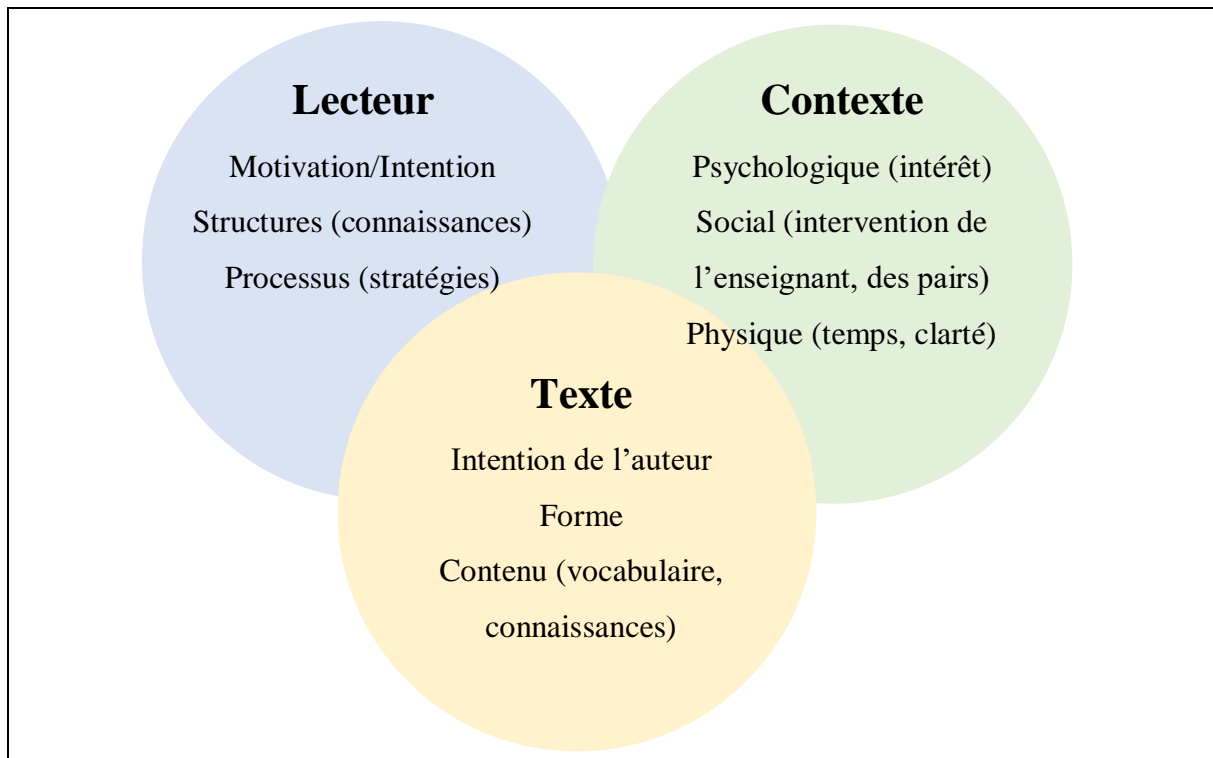 Lecteur
Motivation/Intention
Structures (connaissances)
Processus (stratégies)
Contexte
Psychologique (intérêt)
Social (intervention de
l’enseignant, des pairs)
Physique (temps, clarté)
Texte
Intention de l’auteur
Forme
Contenu (vocabulaire,
connaissances)